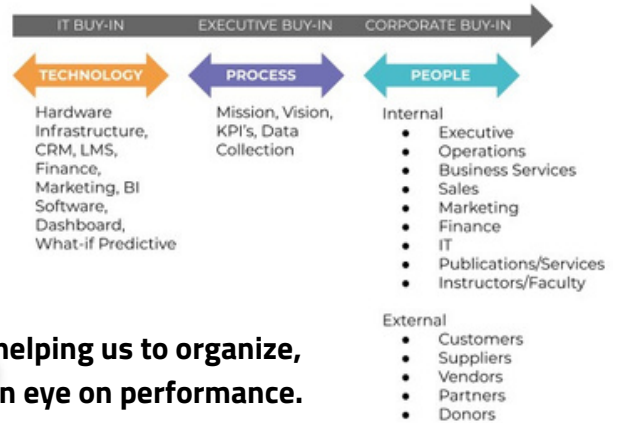 IT BUY-IN
EXECUTIVE BUY-IN
CORPORATE BUY-IN
TECHNOLOGY
PROCESS
PEOPLE
Hardware
Infrastructure,
CRM, LMS,
Finance,
Marketing, BI
Software,
Dashboard,
What-if Predictive
Mission, Vision,
KPI's, Data
Collection
Internal
● Executive
● Operations
● Business Services
● Sales
● Marketing
● Finance
● IT
● Publications/Services
● Instructors/Faculty
External
● Customers
● Suppliers
● Vendors
● Partners
● Donors
helping us to organize,
n eye on performance.